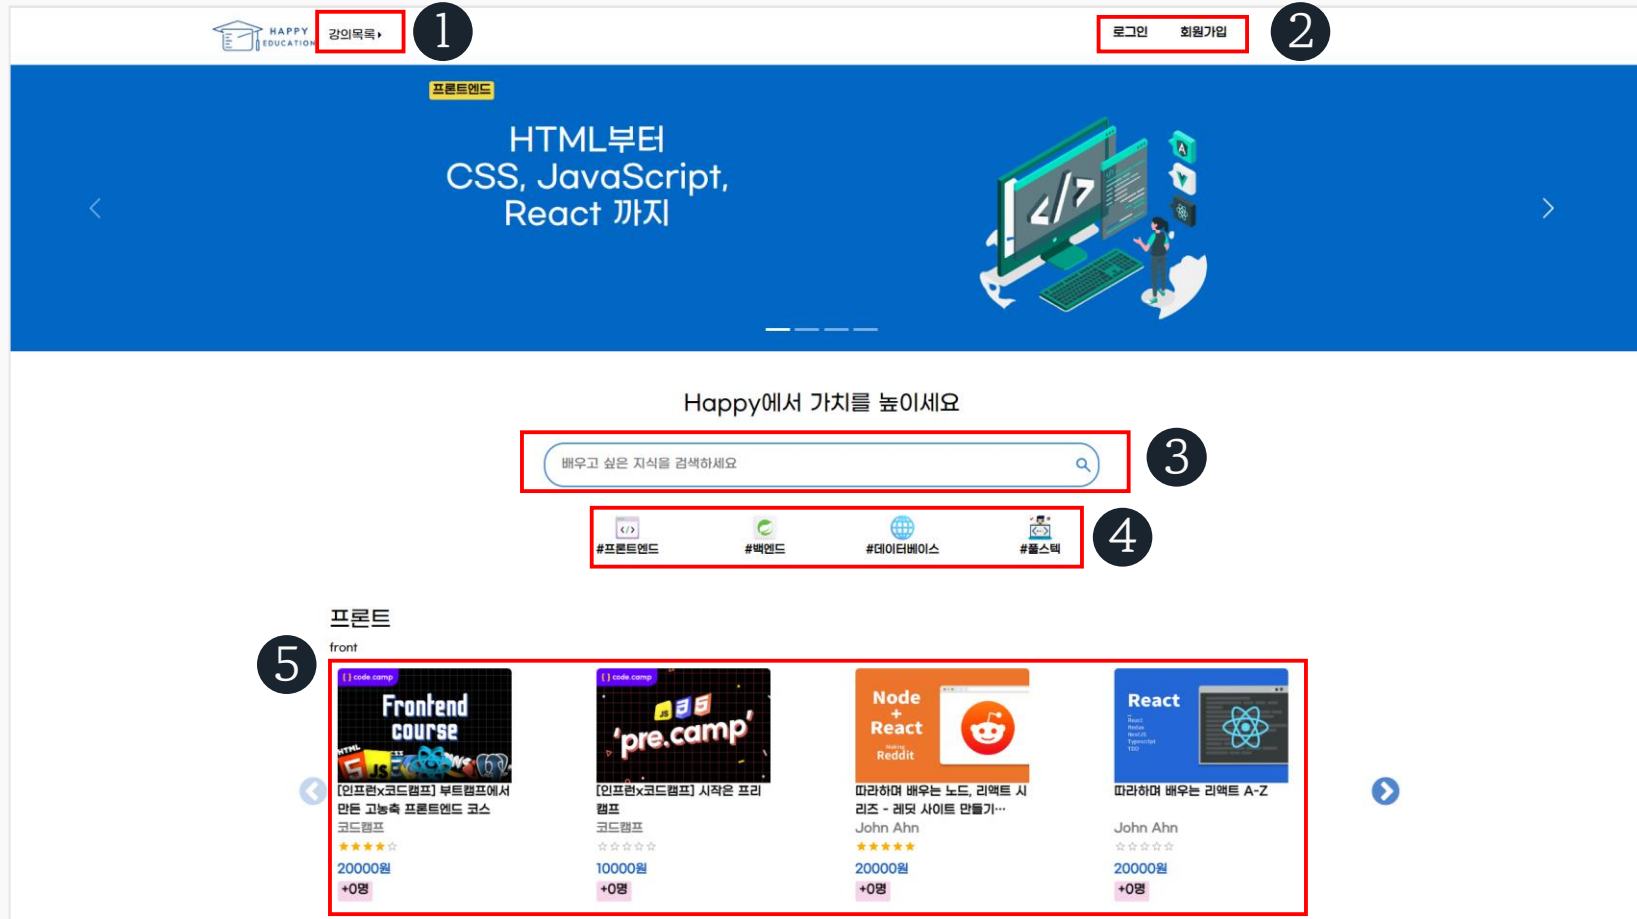 HAPPY
EDUCATION
강의목록
1
로그인 회원가입
2
프론트엔드
HTML부터
CSS, JavaScript,
React 까지
Happy에서 가치를 높이세요
배우고 싶은 지식을 검색하세요
3
#프론트엔드 #백엔드 #데이터베이스 #풀스텍
4
프론트
front
5
{ } code.camp
Frontend
course
HTML
JS
{ } code.camp
JS
'pre.camp'
Node
+
React
Making
Reddit
React
React
Redux
NextJS
Typescript
TDD
[인프런x코드캠프] 부트캠프에서
만든 고농축 프론트엔드 코스
코드캠프
20000원
+0명
[인프런x코드캠프] 시작은 프리
캠프
코드캠프
10000원
+0명
따라하며 배우는 노드, 리액트 시
리즈 - 레딧 사이트 만들기…
John Ahn
20000원
+0명
따라하며 배우는 리액트 A-Z
John Ahn
20000원
+0명